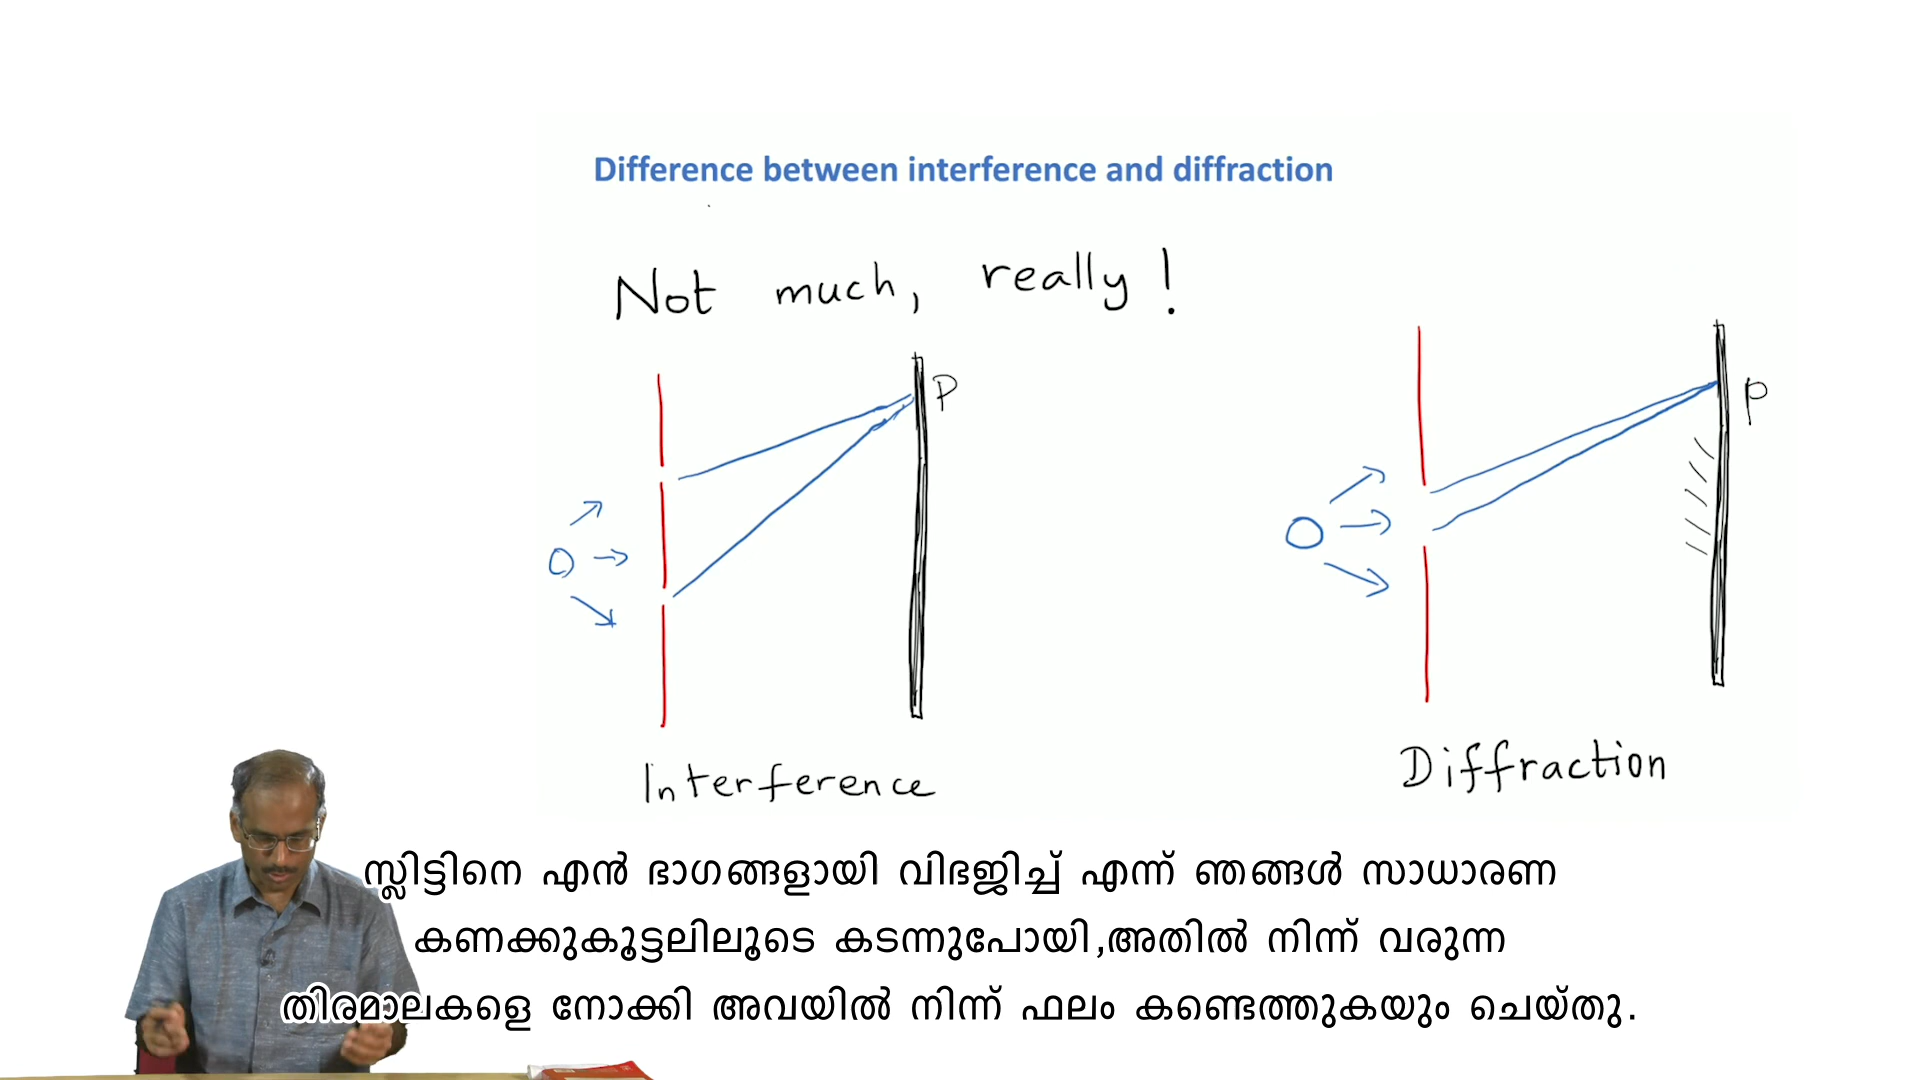 Difference between interference and diffraction
Not much, really!
P
P
Interference
Diffraction
സ്ലിട്ടിനെ എൻ ഭാഗങ്ങളായി വിഭജിച്ച് എന്ന് ഞങ്ങൾ സാധാരണ
കണക്കുകൂട്ടലിലൂടെ കടന്നുപോയി,അതിൽ നിന്ന് വരുന്ന
തിരമാലകളെ നോക്കി അവയിൽ നിന്ന് ഫലം കണ്ടെത്തുകയും ചെയ്തു.